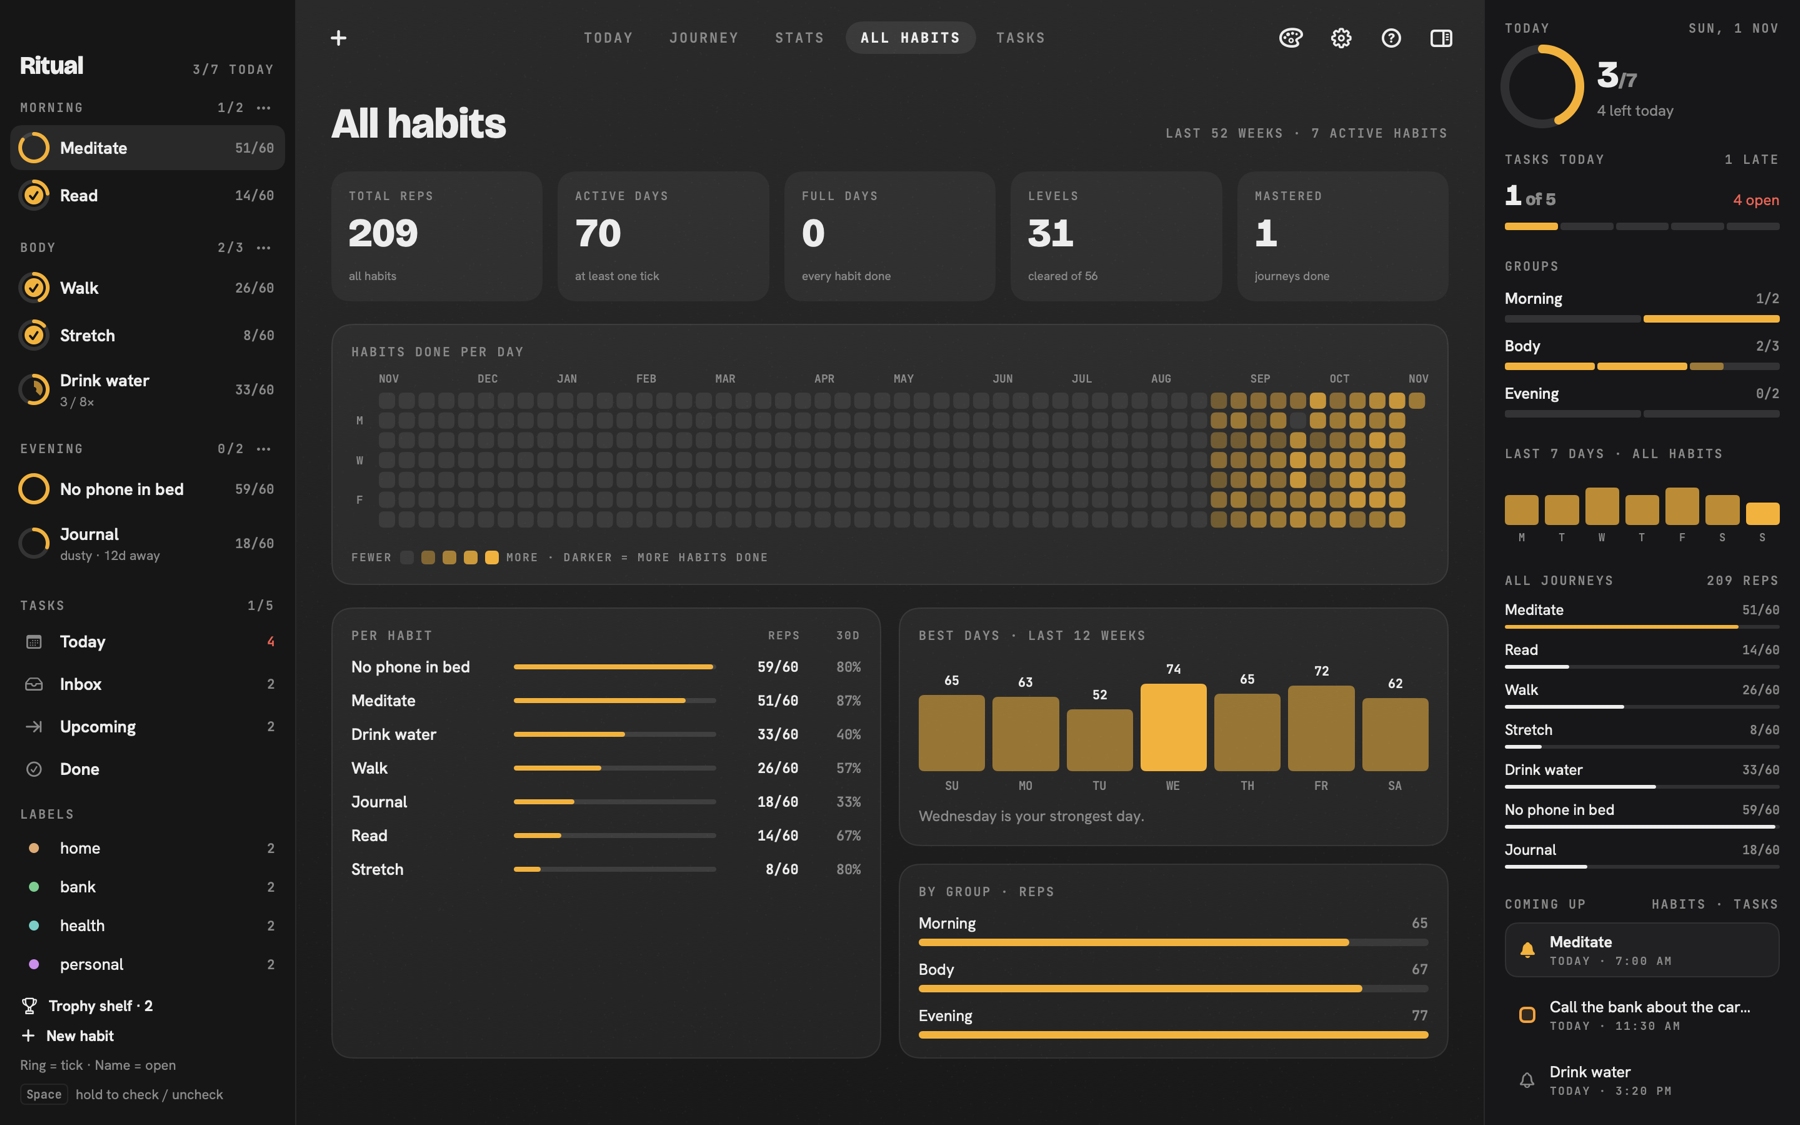 Ritual 3/7 TODAY
MORNING 1/2 ···
Meditate 51/60
Read 14/60
BODY 2/3 ···
Walk 26/60
Stretch 8/60
Drink water 33/60
3 / 8×
EVENING 0/2 ···
No phone in bed 59/60
Journal 18/60
dusty · 12d away
TASKS 1/5
Today 4
Inbox 2
Upcoming 2
Done
LABELS
home 2
bank 2
health 2
personal 2
Trophy shelf · 2
New habit
Ring = tick · Name = open
Space hold to check / uncheck
TODAY JOURNEY STATS ALL HABITS TASKS
All habits
LAST 52 WEEKS · 7 ACTIVE HABITS
TOTAL REPS
209
all habits
ACTIVE DAYS
70
at least one tick
FULL DAYS
0
every habit done
LEVELS
31
cleared of 56
MASTERED
1
journeys done
HABITS DONE PER DAY
NOV DEC JAN FEB MAR APR MAY JUN JUL AUG SEP OCT NOV
M
W
F
FEWER MORE · DARKER = MORE HABITS DONE
PER HABIT REPS 30D
No phone in bed 59/60 80%
Meditate 51/60 87%
Drink water 33/60 40%
Walk 26/60 57%
Journal 18/60 33%
Read 14/60 67%
Stretch 8/60 80%
BEST DAYS · LAST 12 WEEKS
65 63 52 74 65 72 62
SU MO TU WE TH FR SA
Wednesday is your strongest day.
BY GROUP · REPS
Morning 65
Body 67
Evening 77
TODAY SUN, 1 NOV
3/7
4 left today
TASKS TODAY 1 LATE
1 of 5 4 open
GROUPS
Morning 1/2
Body 2/3
Evening 0/2
LAST 7 DAYS · ALL HABITS
M T W T F S S
ALL JOURNEYS 209 REPS
Meditate 51/60
Read 14/60
Walk 26/60
Stretch 8/60
Drink water 33/60
No phone in bed 59/60
Journal 18/60
COMING UP HABITS · TASKS
Meditate
TODAY · 7:00 AM
Call the bank about the car...
TODAY · 11:30 AM
Drink water
TODAY · 3:20 PM